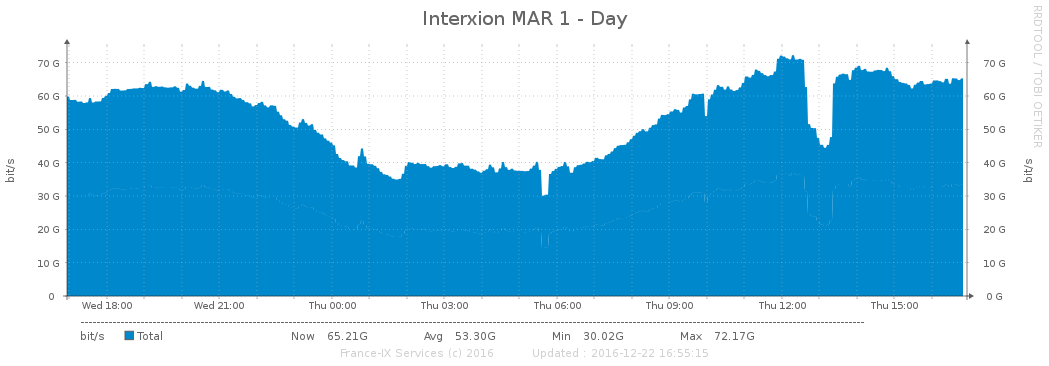 Interxion MAR 1 - Day
RRDTOOL / TOBI OETIKER
bit/s
70 G 70 G
60 G 60 G
50 G 50 G
40 G 40 G
30 G 30 G
20 G 20 G
10 G 10 G
0 0 G
bit/s
Wed 18:00 Wed 21:00 Thu 00:00 Thu 03:00 Thu 06:00 Thu 09:00 Thu 12:00 Thu 15:00
bit/s Total Now 65.21G Avg 53.30G Min 30.02G Max 72.17G
France-IX Services (c) 2016 Updated : 2016-12-22 16:55:15